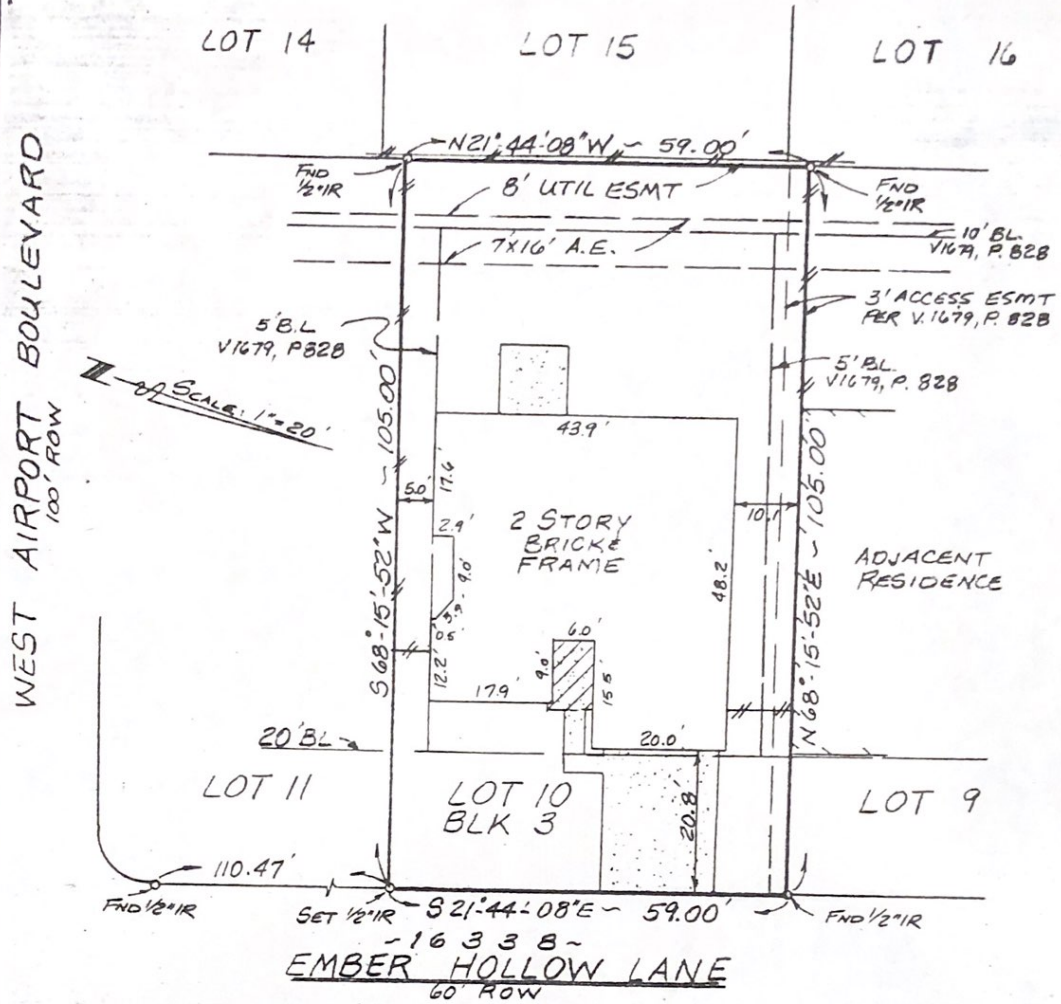 LOT 14
LOT 15
LOT 16
N21°-44'-08"W ~ 59.00'
FND
1/2"IR
FND
1/2"IR
8' UTIL ESMT
7'X16' A.E.
10' BL.
V1679, P. 828
3' ACCESS ESMT
PER V.1679, P. 828
5' B.L
V1679, P828
5' BL.
V1679, P. 828
WEST AIRPORT BOULEVARD
100' ROW
SCALE: 1"=20'
S 68°-15'-52"W ~ 105.00'
43.9'
17.6'
5.0'
2.9'
9.0'
3.9'
0.5'
12.2'
2 STORY
BRICK &
FRAME
10.1
48.2'
N 68°-15'-52"E ~ 105.00'
ADJACENT
RESIDENCE
6.0'
9.0'
15.5'
17.9'
20.0'
20' BL
LOT 11
LOT 10
BLK 3
20.8'
LOT 9
110.47'
FND 1/2"IR
SET 1/2"IR
S 21°-44'-08"E ~ 59.00'
FND 1/2"IR
~16338~
EMBER HOLLOW LANE
60' ROW